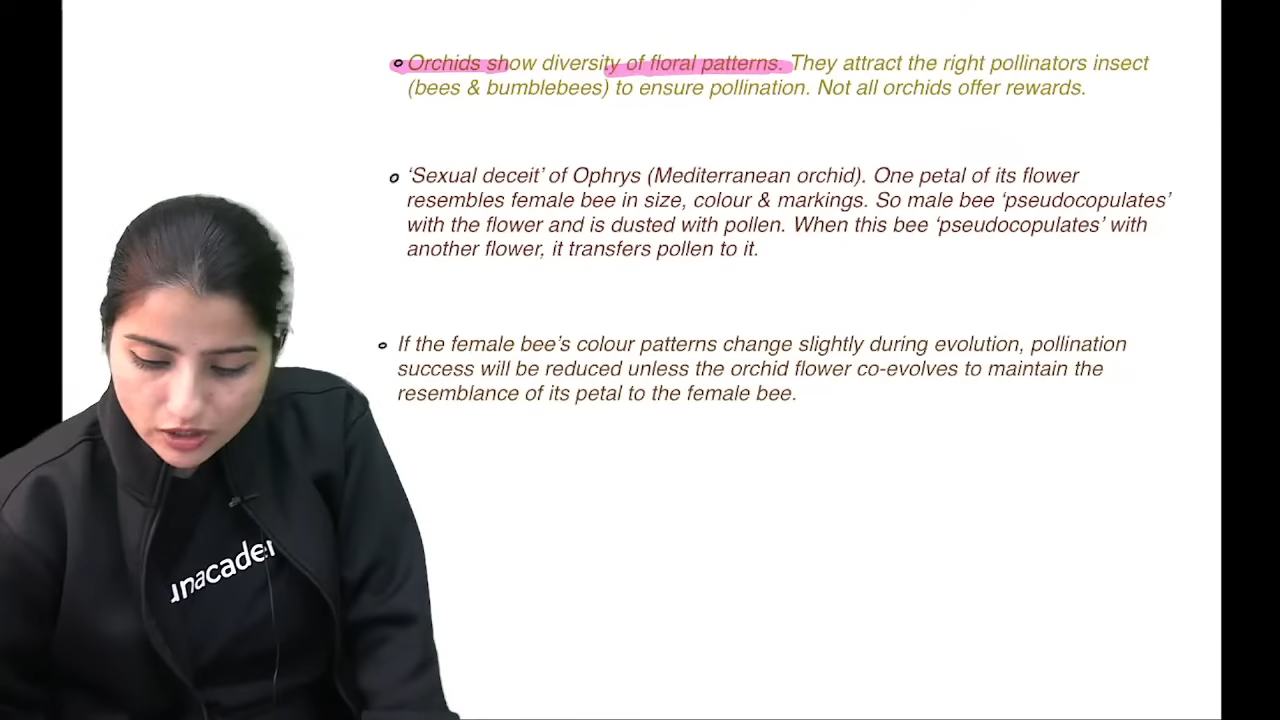 Orchids show diversity of floral patterns. They attract the right pollinators insect
(bees & bumblebees) to ensure pollination. Not all orchids offer rewards.
‘Sexual deceit’ of Ophrys (Mediterranean orchid). One petal of its flower
resembles female bee in size, colour & markings. So male bee ‘pseudocopulates’
with the flower and is dusted with pollen. When this bee ‘pseudocopulates’ with
another flower, it transfers pollen to it.
If the female bee’s colour patterns change slightly during evolution, pollination
success will be reduced unless the orchid flower co-evolves to maintain the
resemblance of its petal to the female bee.